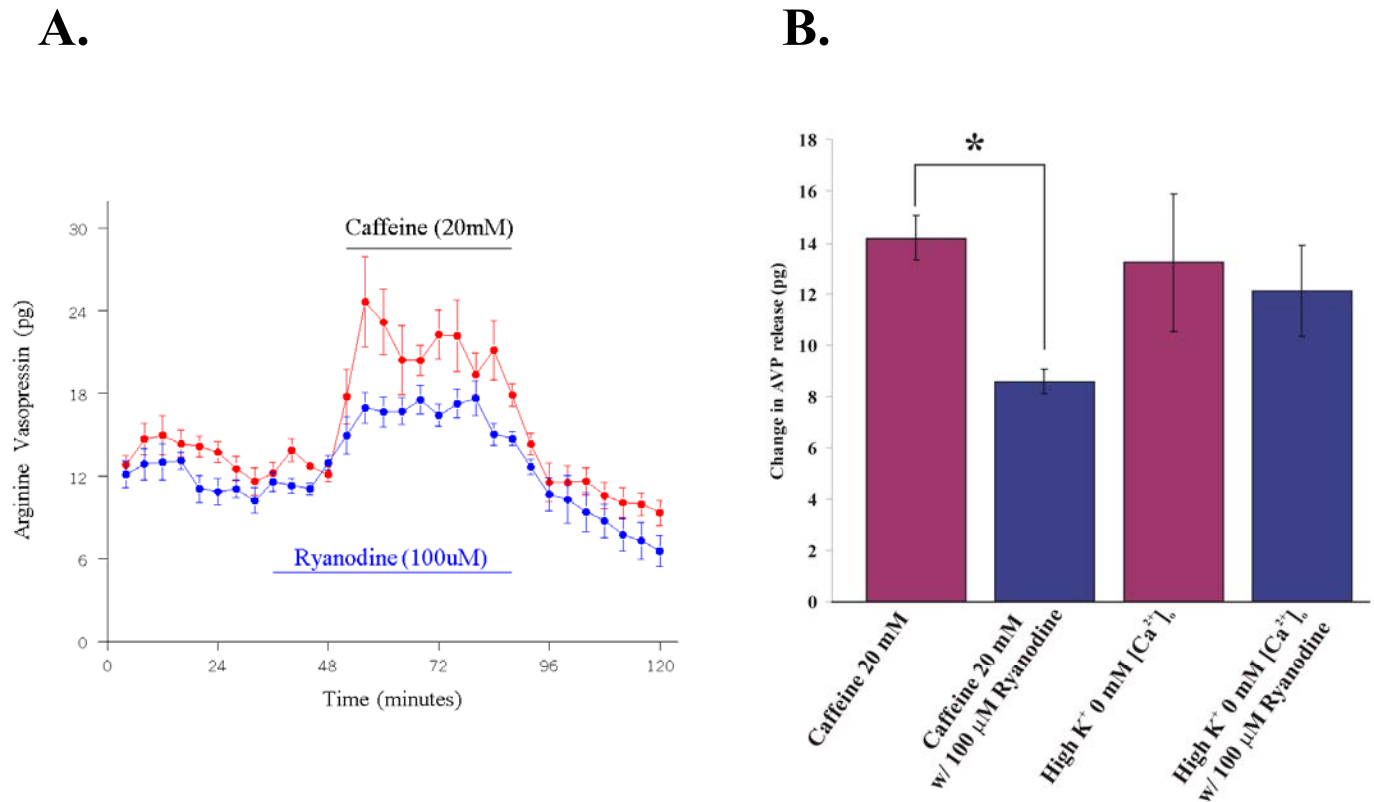 A.
B.
Caffeine (20mM)
Ryanodine (100uM)
Arginine Vasopressin (pg)
30
24
18
12
6
0
0 24 48 72 96 120
Time (minutes)
*
Change in AVP release (pg)
18
16
14
12
10
8
6
4
2
0
Caffeine 20 mM
Caffeine 20 mM
w/ 100 μM Ryanodine
High K⁺ 0 mM [Ca²⁺]ₒ
High K⁺ 0 mM [Ca²⁺]ₒ
w/ 100 μM Ryanodine